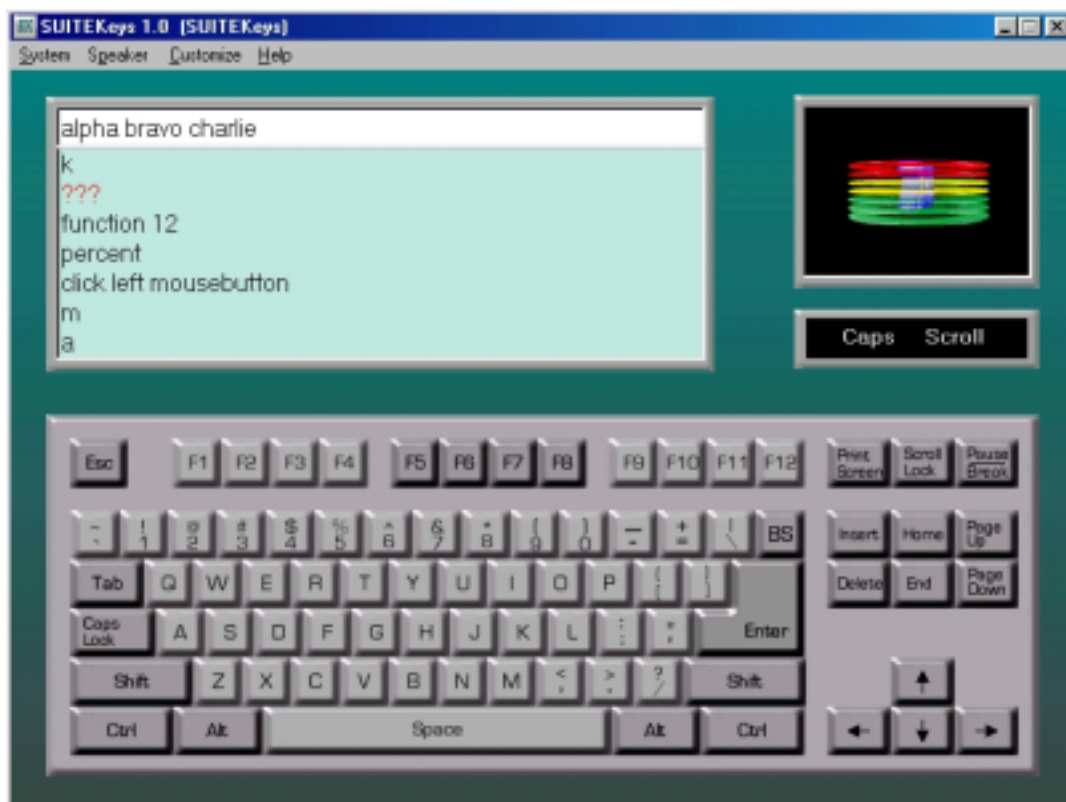 SUITEKeys 1.0 (SUITEKeys)
System Speaker Customize Help
alpha bravo charlie
k
???
function 12
percent
click left mousebutton
m
a
Caps Scroll
Esc F1 F2 F3 F4 F5 F6 F7 F8 F9 F10 F11 F12 Print Screen Scroll Lock Pause Break
~ ` ! 1 @ 2 # 3 $ 4 % 5 ^ 6 & 7 * 8 ( 9 ) 0 — - + = | \ BS Insert Home Page Up
Tab Q W E R T Y U I O P { [ } ] Delete End Page Down
Caps Lock A S D F G H J K L : ; " ' Enter
Shift Z X C V B N M < , > . ? / Shift ↑
Ctrl Alt Space Alt Ctrl ← ↓ →